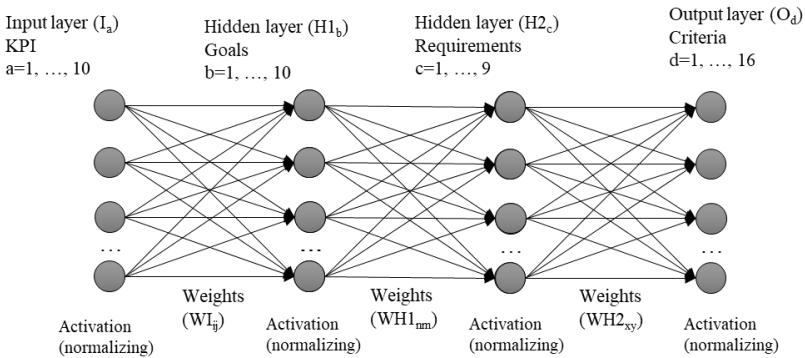 Input layer (Iₐ)
KPI
a=1, …, 10
Hidden layer (H1b)
Goals
b=1, …, 10
Hidden layer (H2c)
Requirements
c=1, …, 9
Output layer (Od)
Criteria
d=1, …, 16
…
…
…
…
Weights
(WIij)
Weights
(WH1nm)
Weights
(WH2xy)
Activation
(normalizing)
Activation
(normalizing)
Activation
(normalizing)
Activation
(normalizing)